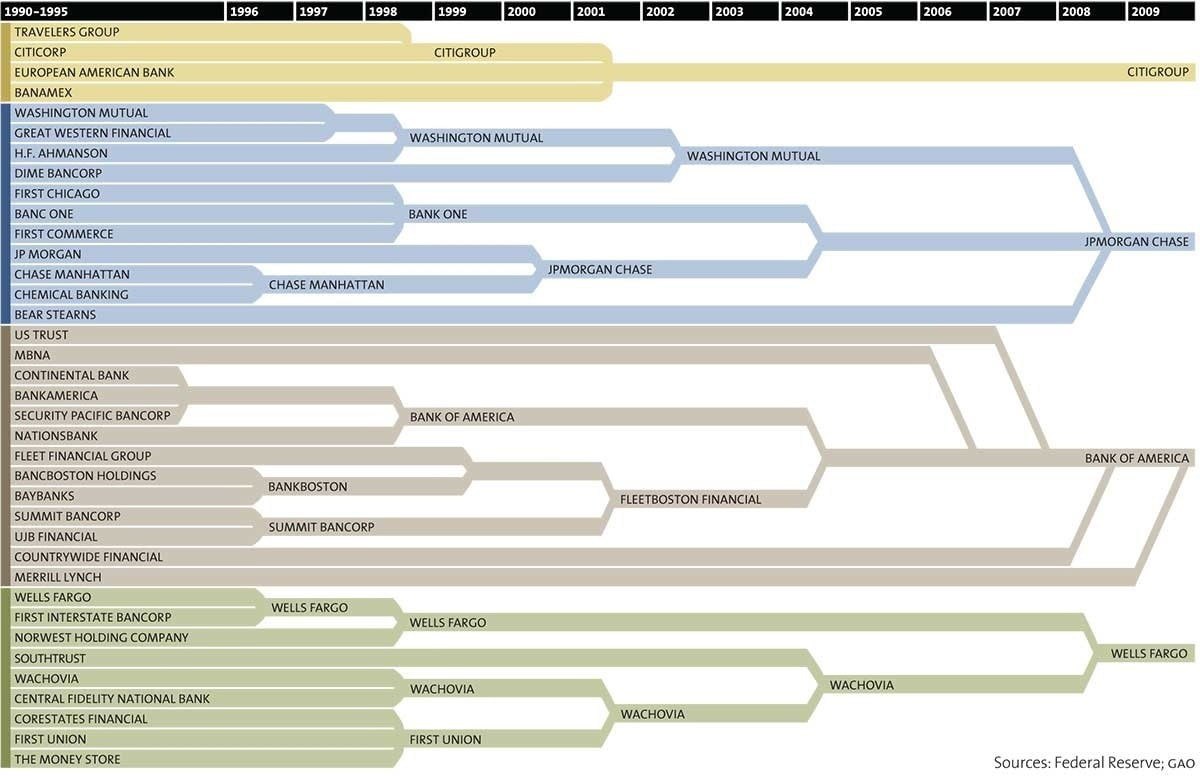 1990–1995 1996 1997 1998 1999 2000 2001 2002 2003 2004 2005 2006 2007 2008 2009
TRAVELERS GROUP
CITICORP CITIGROUP
EUROPEAN AMERICAN BANK CITIGROUP
BANAMEX
WASHINGTON MUTUAL
GREAT WESTERN FINANCIAL WASHINGTON MUTUAL
H.F. AHMANSON WASHINGTON MUTUAL
DIME BANCORP
FIRST CHICAGO
BANC ONE BANK ONE
FIRST COMMERCE JPMORGAN CHASE
JP MORGAN
CHASE MANHATTAN JPMORGAN CHASE
CHASE MANHATTAN
CHEMICAL BANKING
BEAR STEARNS
US TRUST
MBNA
CONTINENTAL BANK
BANKAMERICA
SECURITY PACIFIC BANCORP BANK OF AMERICA
NATIONSBANK
FLEET FINANCIAL GROUP BANK OF AMERICA
BANCBOSTON HOLDINGS
BANKBOSTON
BAYBANKS FLEETBOSTON FINANCIAL
SUMMIT BANCORP
SUMMIT BANCORP
UJB FINANCIAL
COUNTRYWIDE FINANCIAL
MERRILL LYNCH
WELLS FARGO
WELLS FARGO
FIRST INTERSTATE BANCORP WELLS FARGO
NORWEST HOLDING COMPANY
SOUTHTRUST WELLS FARGO
WACHOVIA WACHOVIA
WACHOVIA
CENTRAL FIDELITY NATIONAL BANK
CORESTATES FINANCIAL WACHOVIA
FIRST UNION FIRST UNION
THE MONEY STORE
Sources: Federal Reserve; GAO